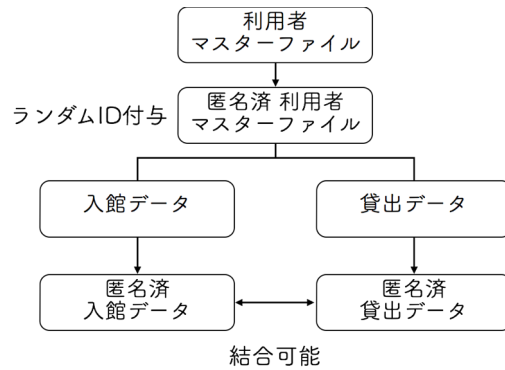 利用者
マスターファイル
ランダムID付与
匿名済 利用者
マスターファイル
入館データ
貸出データ
匿名済
入館データ
匿名済
貸出データ
結合可能